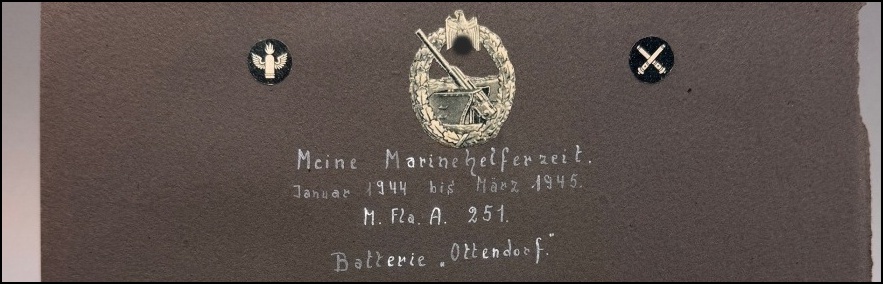 Meine Marinehelferzeit.
Januar 1944 bis März 1945.
M. Fla. A. 251.
Batterie „Ottendorf.“